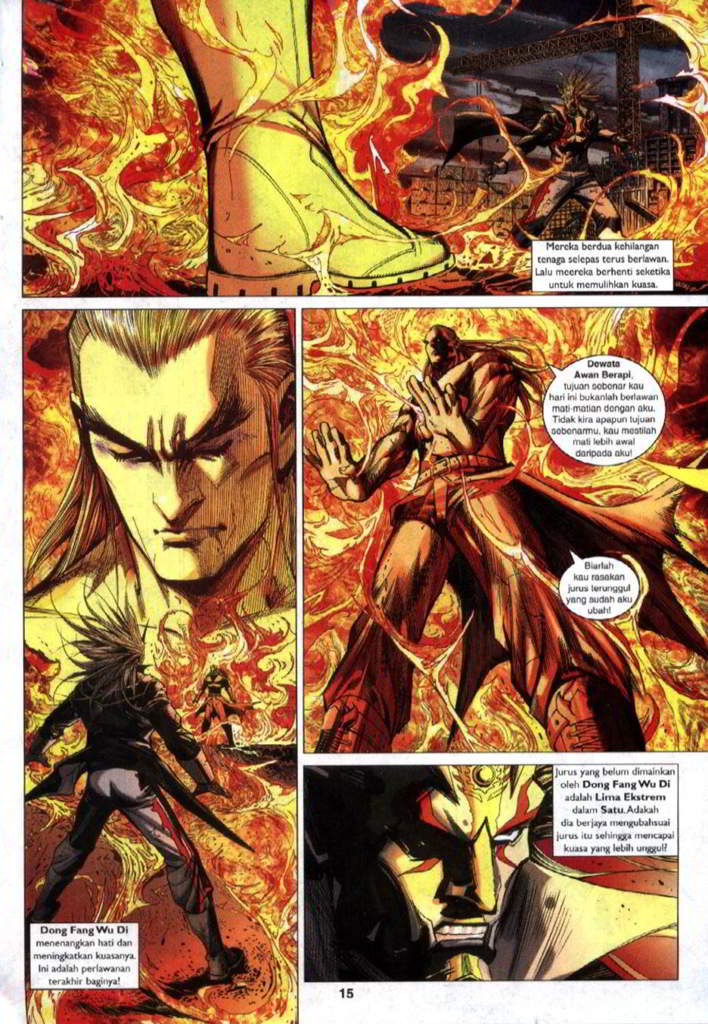 Mereka berdua kehilangan
tenaga selepas terus berlawan.
Lalu meereka berhenti seketika
untuk memulihkan kuasa.
Dewata
Awan Berapi,
tujuan sebenar kau
hari ini bukanlah berlawan
mati-matian dengan aku.
Tidak kira apapun tujuan
sebenarmu, kau mestilah
mati lebih awal
daripada aku!
Biarlah
kau rasakan
jurus terunggul
yang sudah aku
ubah!
Dong Fang Wu Di
menenangkan hati dan
meningkatkan kuasanya.
Ini adalah perlawanan
terakhir baginya!
Jurus yang belum dimainkan
oleh Dong Fang Wu Di
adalah Lima Ekstrem
dalam Satu. Adakah
dia berjaya mengubahsuai
jurus itu sehingga mencapai
kuasa yang lebih unggul?
15